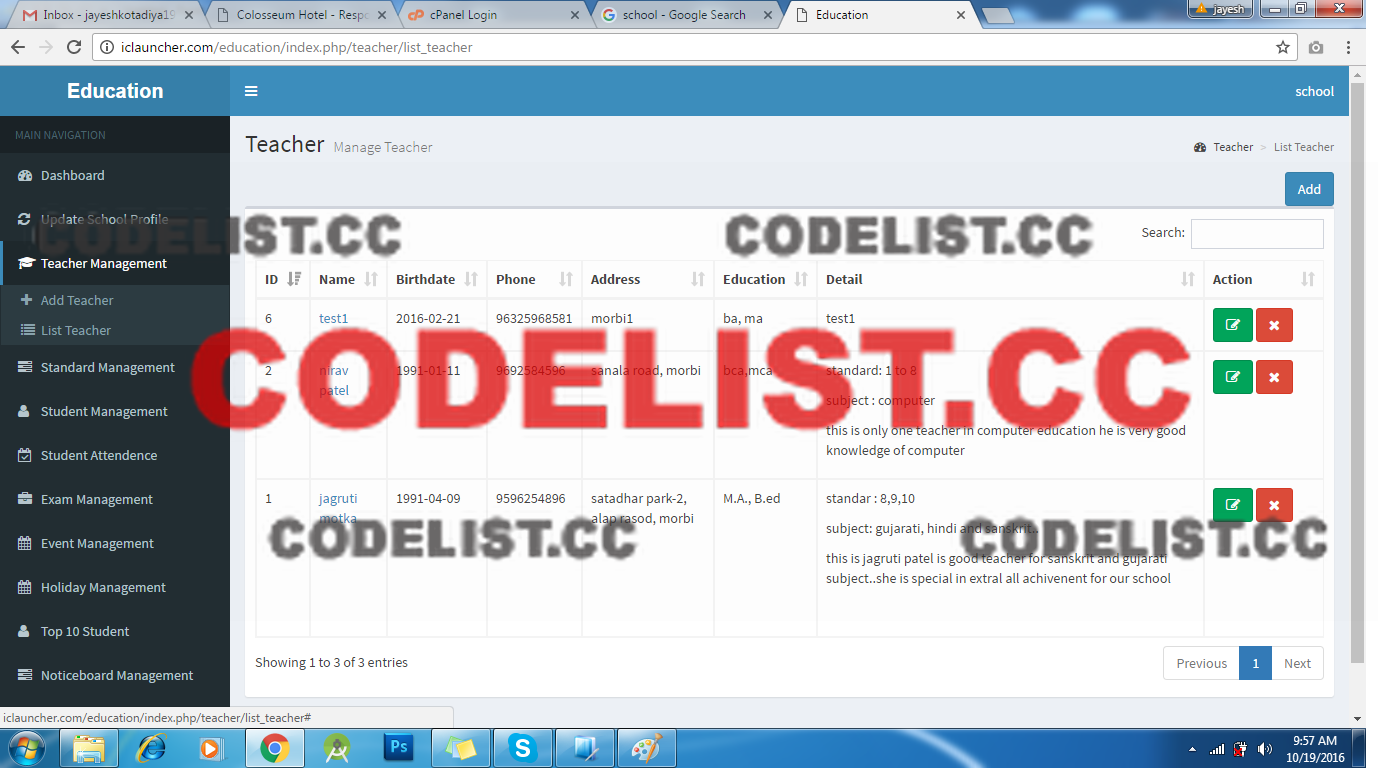 Inbox - jayeshkotadiya19
Colosseum Hotel - Respo
cPanel Login
school - Google Search
Education
jayesh
iclauncher.com/education/index.php/teacher/list_teacher
Education
school
MAIN NAVIGATION
Dashboard
Update School Profile
Teacher Management
Add Teacher
List Teacher
Standard Management
Student Management
Student Attendence
Exam Management
Event Management
Holiday Management
Top 10 Student
Noticeboard Management
Teacher Manage Teacher
Teacher > List Teacher
Add
CODELIST.CC CODELIST.CC
Search:
ID Name Birthdate Phone Address Education Detail Action
6 test1 2016-02-21 96325968581 morbi1 ba, ma test1
CODELIST.CC
2 nirav 1991-01-11 9692584596 sanala road, morbi bca,mca standard: 1 to 8
patel
subject : computer
this is only one teacher in computer education he is very good
knowledge of computer
1 jagruti 1991-04-09 9596254896 satadhar park-2, M.A., B.ed standar : 8,9,10
motka alap rasod, morbi
subject: gujarati, hindi and sanskrit..
CODELIST.CC CODELIST.CC
this is jagruti patel is good teacher for sanskrit and gujarati
subject..she is special in extral all achivenent for our school
Showing 1 to 3 of 3 entries
Previous 1 Next
iclauncher.com/education/index.php/teacher/list_teacher#
Ps
9:57 AM
10/19/2016